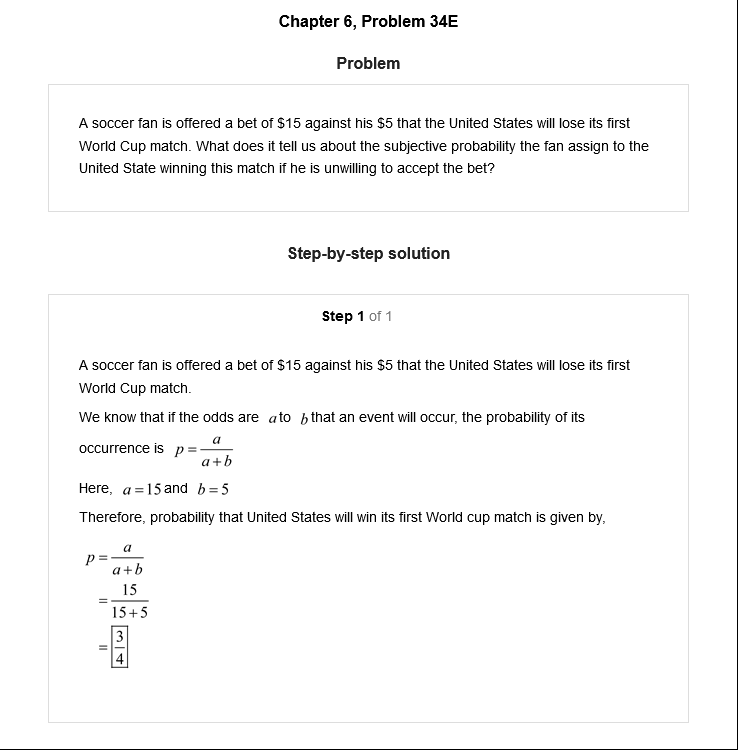 Chapter 6, Problem 34E
Problem
A soccer fan is offered a bet of $15 against his $5 that the United States will lose its first
World Cup match. What does it tell us about the subjective probability the fan assign to the
United State winning this match if he is unwilling to accept the bet?
Step-by-step solution
Step 1 of 1
A soccer fan is offered a bet of $15 against his $5 that the United States will lose its first
World Cup match.
We know that if the odds are a to b that an event will occur, the probability of its
occurrence is p = a/(a+b)
Here, a = 15 and b = 5
Therefore, probability that United States will win its first World cup match is given by,
p = a/(a+b)
= 15/(15+5)
= 3/4